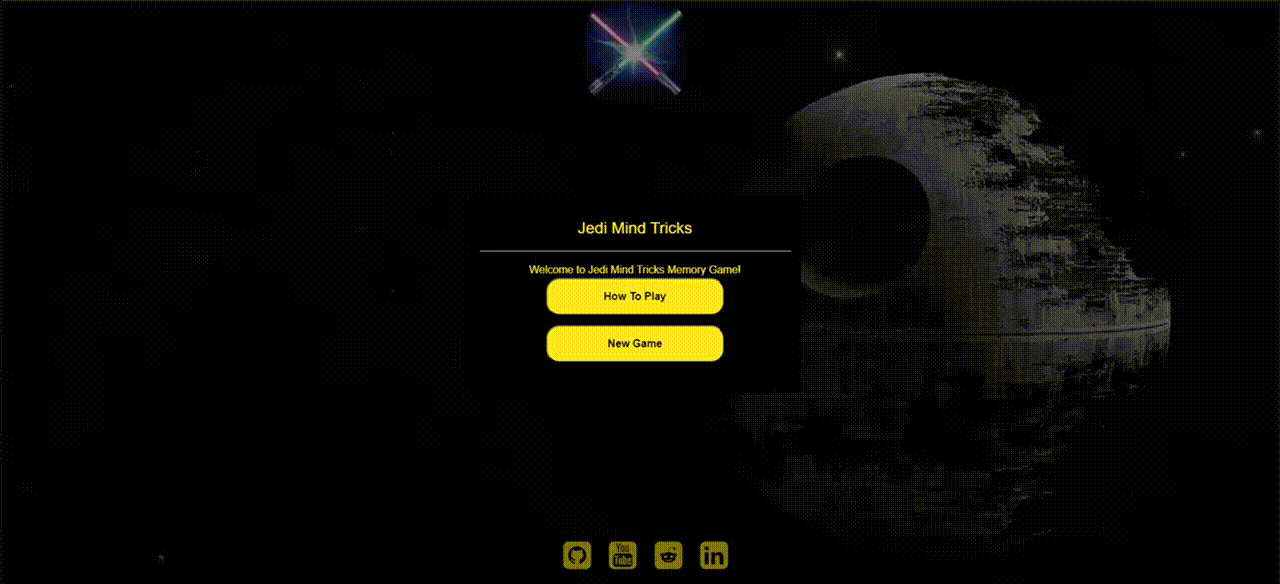 Jedi Mind Tricks
Welcome to Jedi Mind Tricks Memory Game!
How To Play
New Game
You
Tube
in